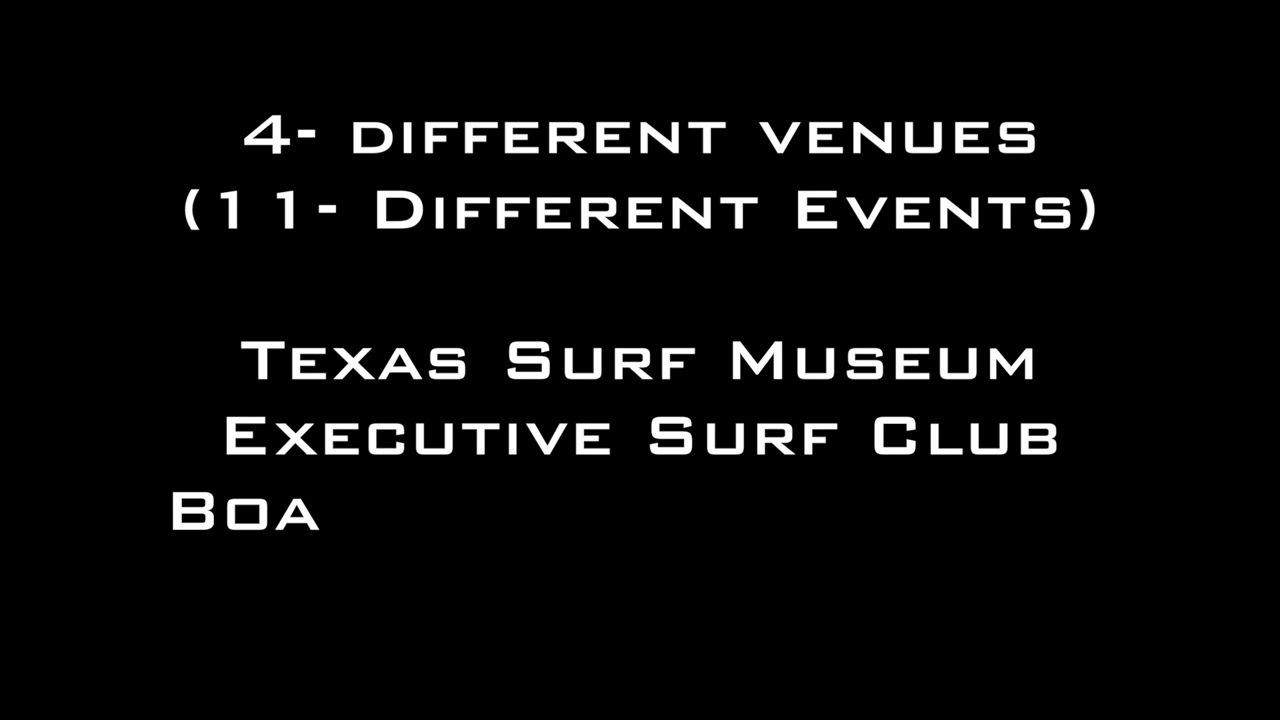 4- different venues
(11- Different Events)
Texas Surf Museum
Executive Surf Club
Boa